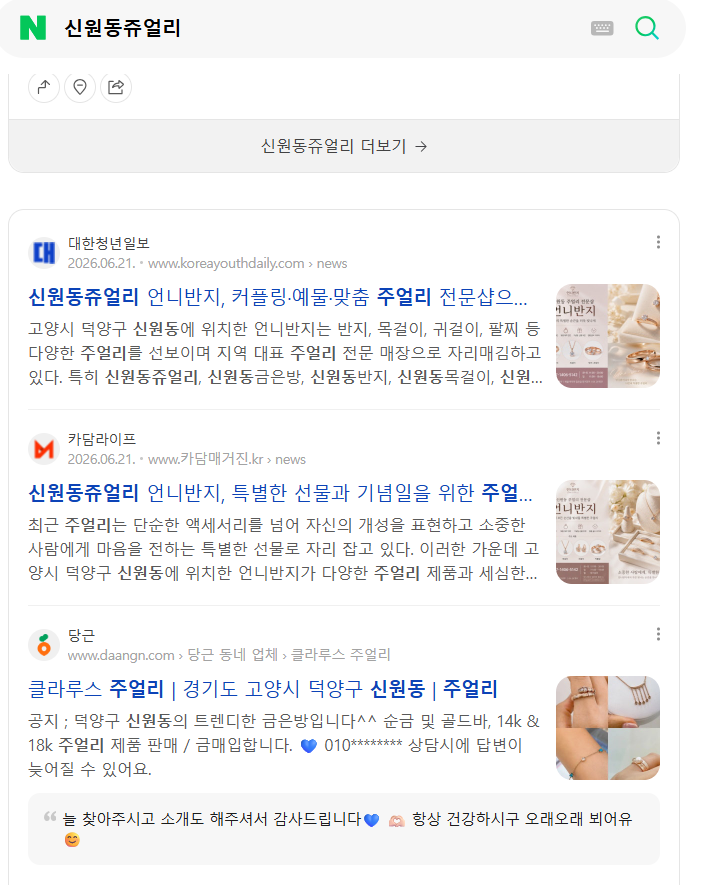 신원동쥬얼리
신원동쥬얼리 더보기 →
대한청년일보
2026.06.21. · www.koreayouthdaily.com › news
신원동쥬얼리 언니반지, 커플링·예물·맞춤 주얼리 전문샵으...
고양시 덕양구 신원동에 위치한 언니반지는 반지, 목걸이, 귀걸이, 팔찌 등
다양한 주얼리를 선보이며 지역 대표 주얼리 전문 매장으로 자리매김하고
있다. 특히 신원동쥬얼리, 신원동금은방, 신원동반지, 신원동목걸이, 신원...
카담라이프
2026.06.21. · www.카담매거진.kr › news
신원동쥬얼리 언니반지, 특별한 선물과 기념일을 위한 주얼...
최근 주얼리는 단순한 액세서리를 넘어 자신의 개성을 표현하고 소중한
사람에게 마음을 전하는 특별한 선물로 자리 잡고 있다. 이러한 가운데 고
양시 덕양구 신원동에 위치한 언니반지가 다양한 주얼리 제품과 세심한...
당근
www.daangn.com › 당근 동네 업체 › 클라루스 주얼리
클라루스 주얼리 | 경기도 고양시 덕양구 신원동 | 주얼리
공지 ; 덕양구 신원동의 트렌디한 금은방입니다^^ 순금 및 골드바, 14k &
18k 주얼리 제품 판매 / 금매입합니다. 💙 010******** 상담시에 답변이
늦어질 수 있어요.
늘 찾아주시고 소개도 해주셔서 감사드립니다💙 🫶🏻 항상 건강하시구 오래오래 뵈어유
😊